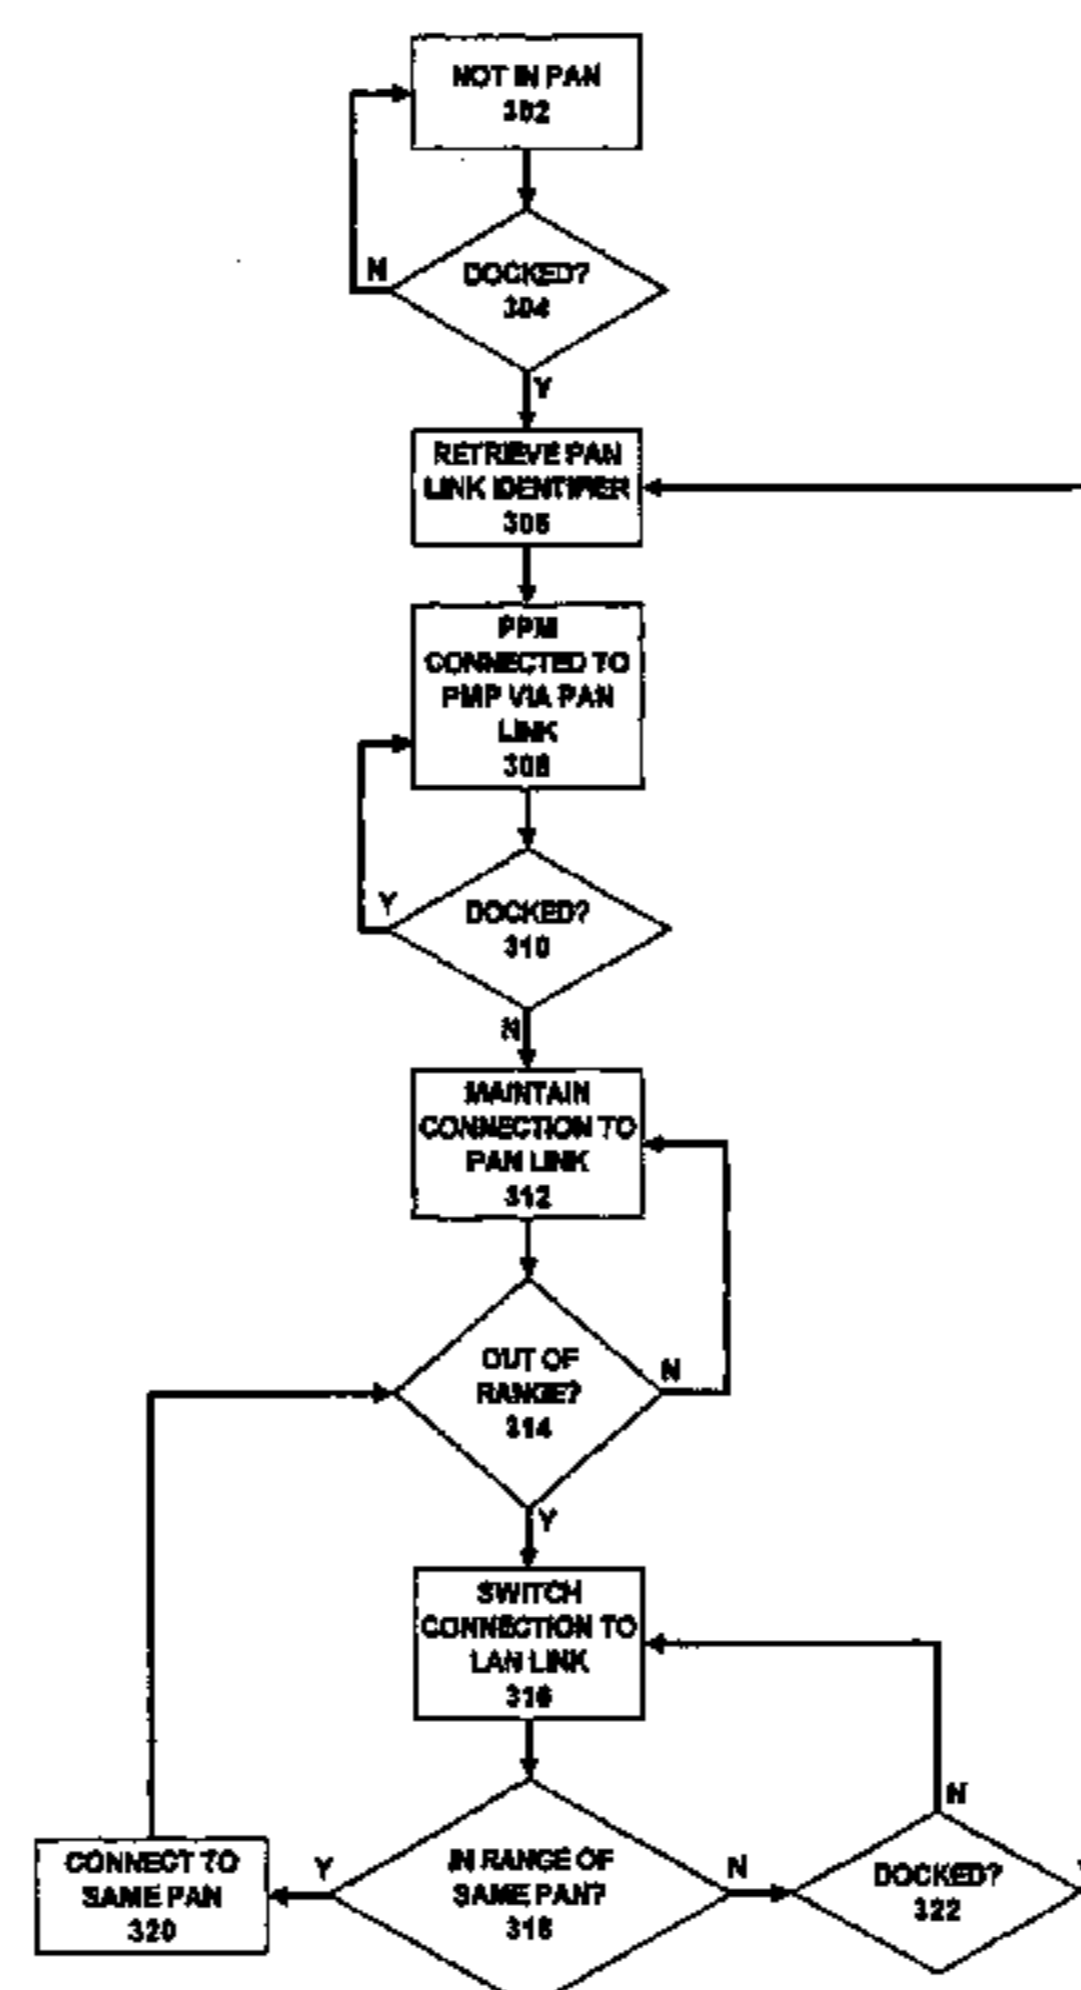 NOT IN PAN
302
N
DOCKED?
304
Y
RETRIEVE PAN
LINK IDENTIFIER
306
PPM
CONNECTED TO
PMP VIA PAN
LINK
308
Y
DOCKED?
310
N
MAINTAIN
CONNECTION TO
PAN LINK
312
OUT OF
RANGE?
314
N
Y
SWITCH
CONNECTION TO
LAN LINK
316
N
CONNECT TO
SAME PAN
320
Y
IN RANGE OF
SAME PAN?
318
N
DOCKED?
322